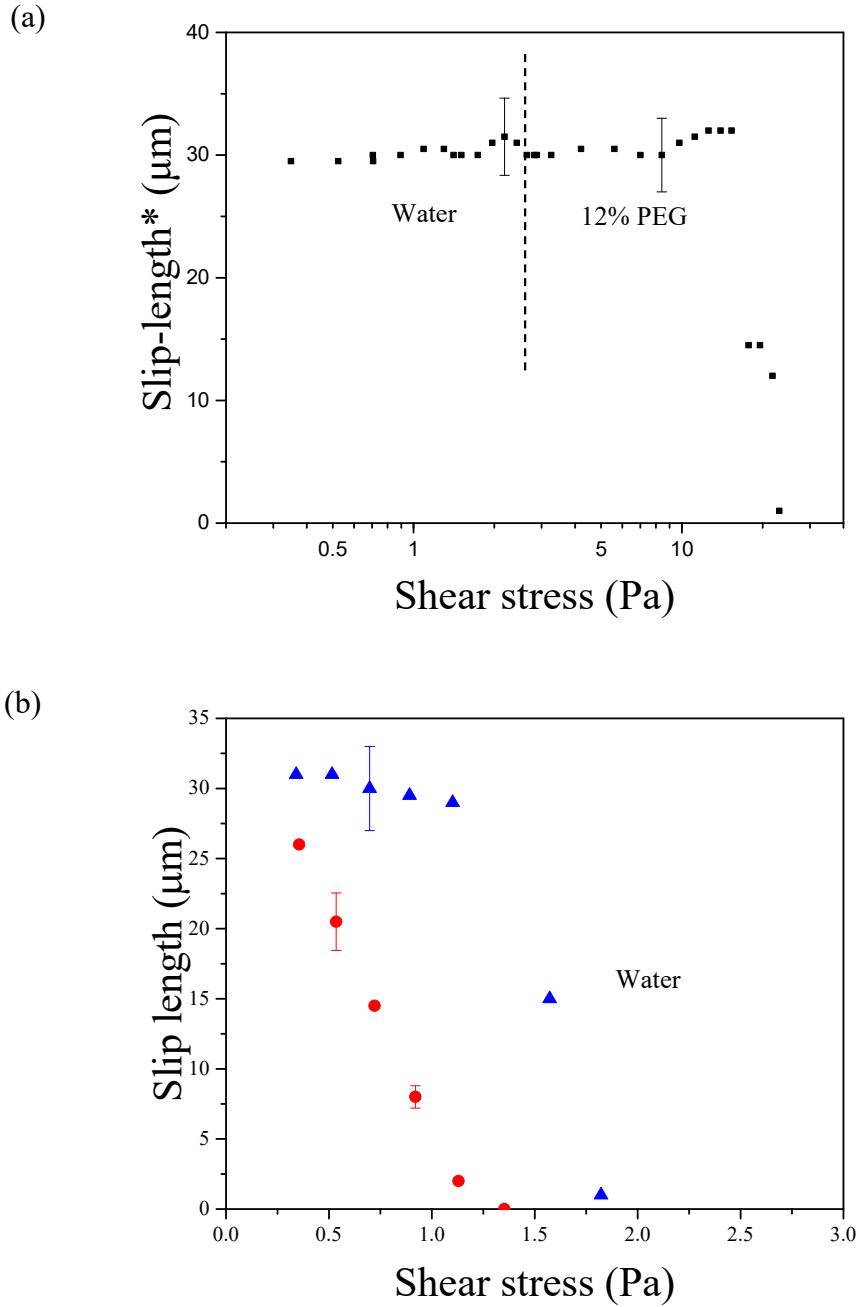 (a)
40
30
20
10
0
Slip-length* (μm)
Water
12% PEG
0.5
1
5
10
Shear stress (Pa)
(b)
35
30
25
20
15
10
5
0
Slip length (μm)
Water
0.0
0.5
1.0
1.5
2.0
2.5
3.0
Shear stress (Pa)